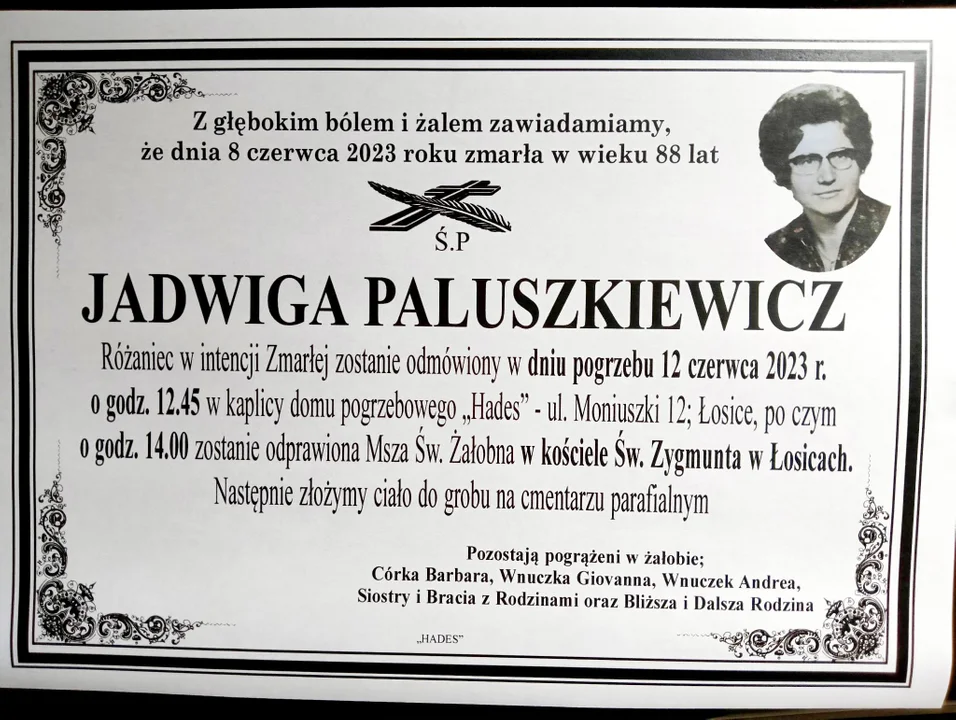 Z głębokim bólem i żalem zawiadamiamy,
że dnia 8 czerwca 2023 roku zmarła w wieku 88 lat
Ś.P
JADWIGA PALUSZKIEWICZ
Różaniec w intencji Zmarłej zostanie odmówiony w dniu pogrzebu 12 czerwca 2023 r.
o godz. 12.45 w kaplicy domu pogrzebowego „Hades” - ul. Moniuszki 12; Łosice, po czym
o godz. 14.00 zostanie odprawiona Msza Św. Żałobna w kościele Św. Zygmunta w Łosicach.
Następnie złożymy ciało do grobu na cmentarzu parafialnym
Pozostają pogrążeni w żałobie;
Córka Barbara, Wnuczka Giovanna, Wnuczek Andrea,
Siostry i Bracia z Rodzinami oraz Bliższa i Dalsza Rodzina
„HADES”